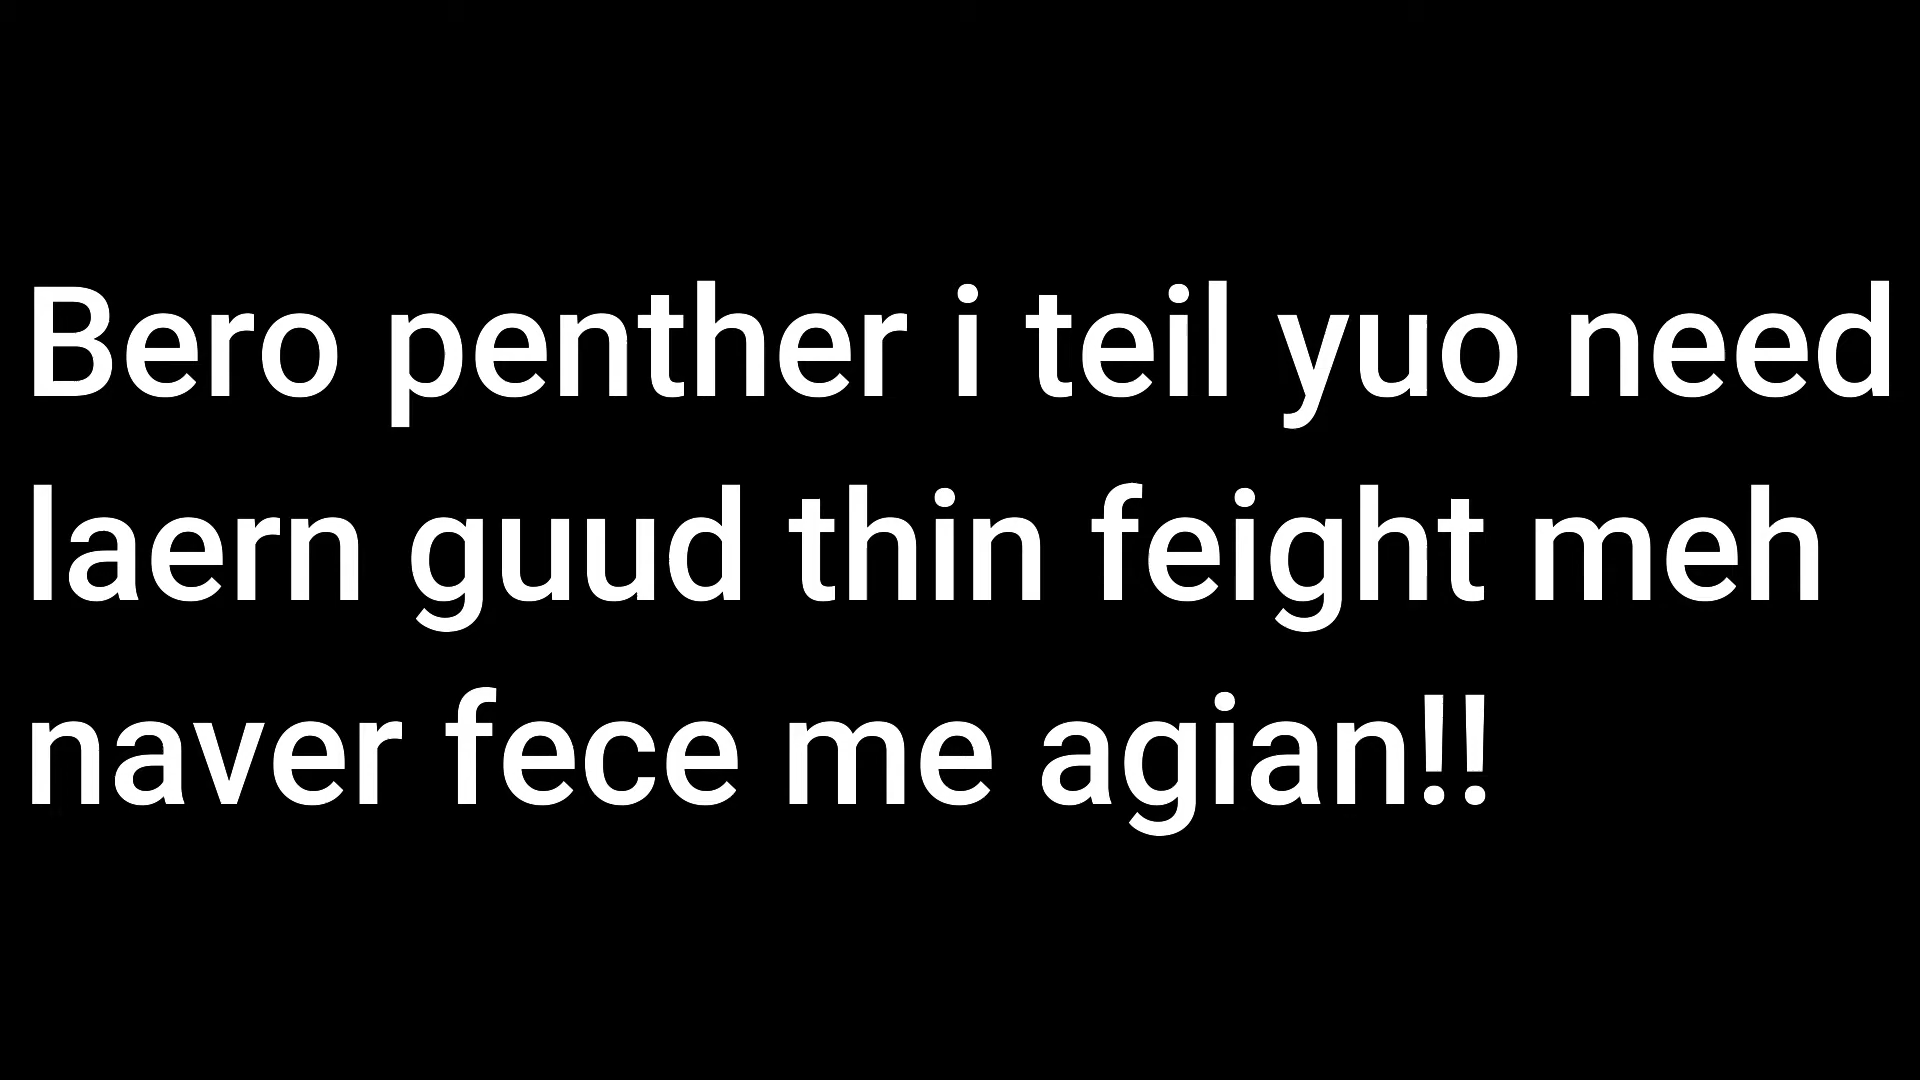 Bero penther i teil yuo need
laern guud thin feight meh
naver fece me agian!!